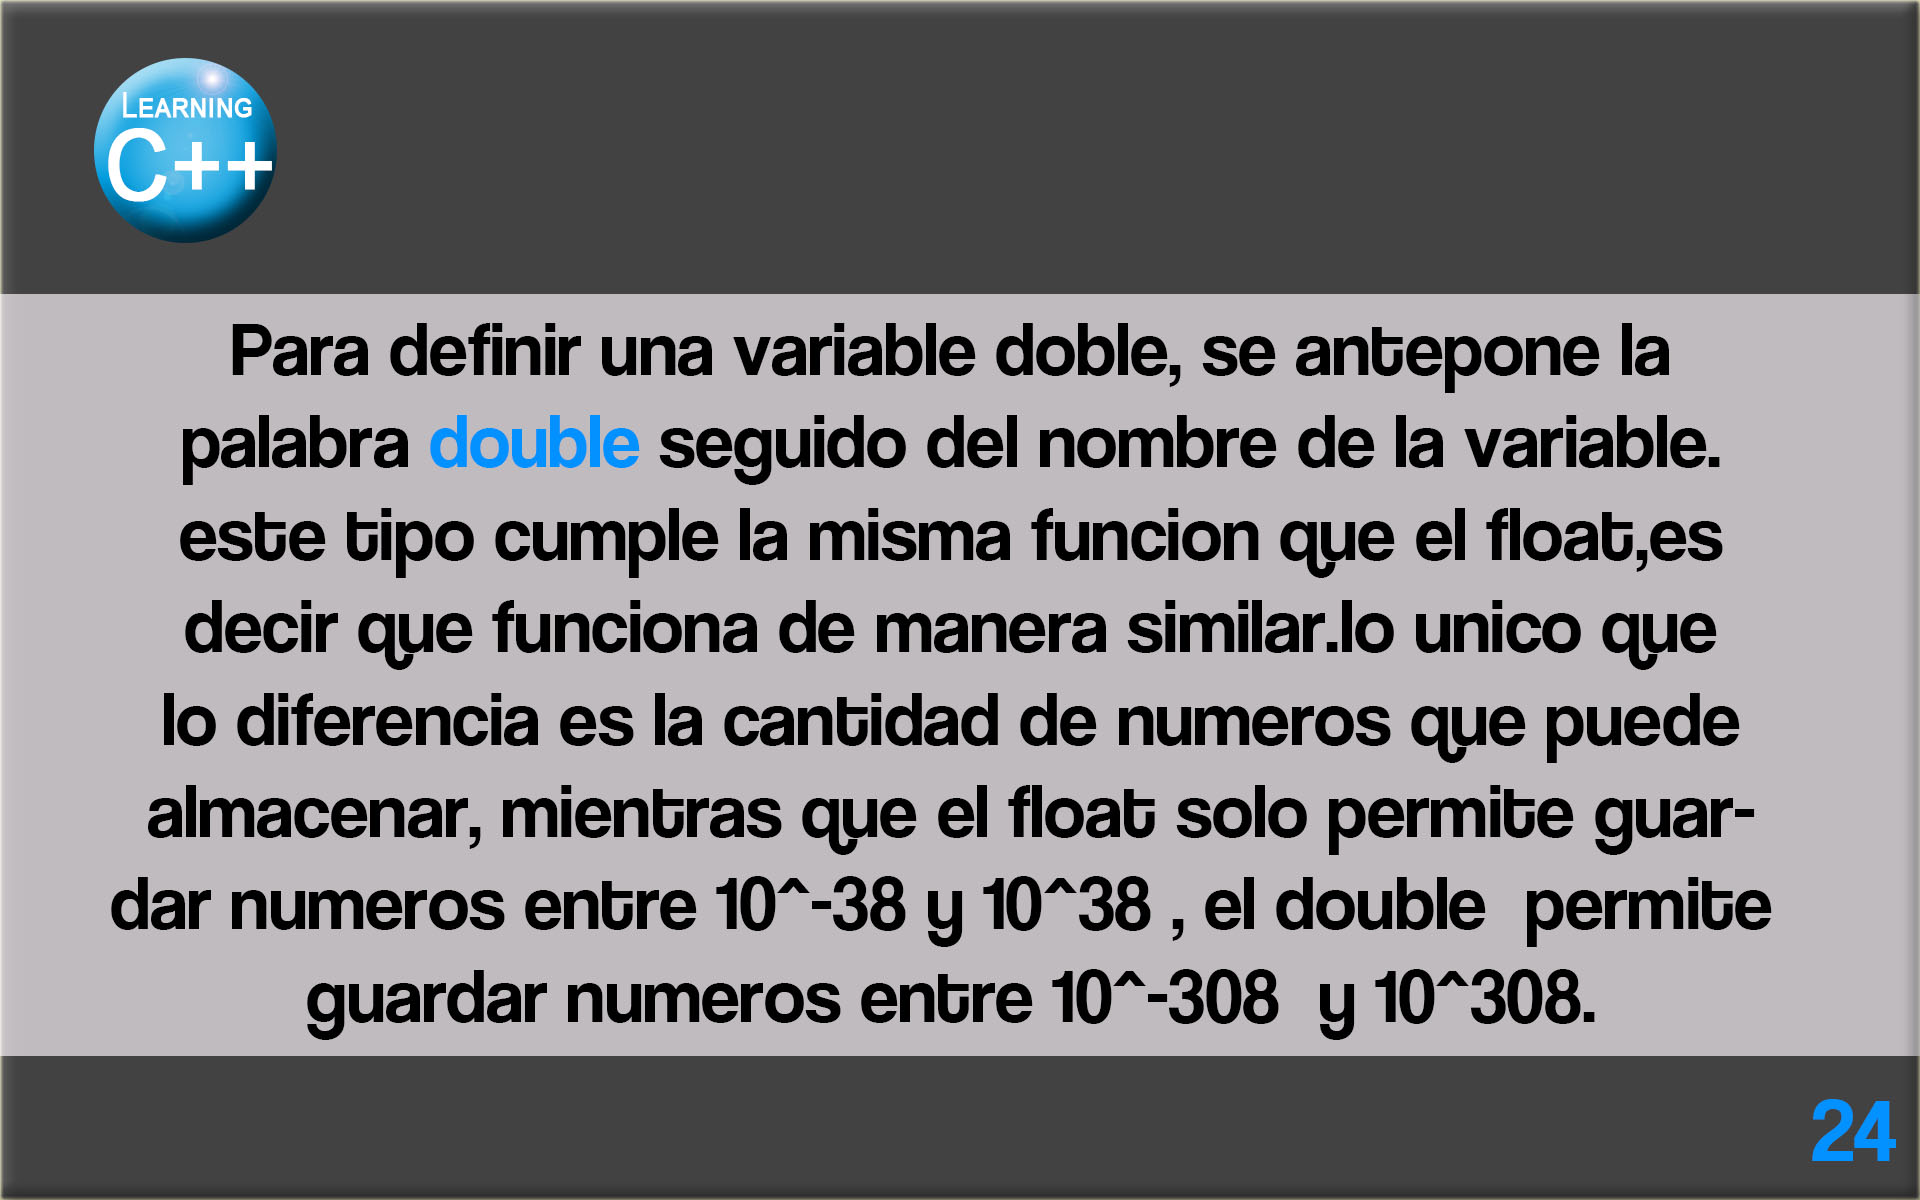 LEARNING
C++
Para definir una variable doble, se antepone la
palabra double seguido del nombre de la variable.
este tipo cumple la misma funcion que el float,es
decir que funciona de manera similar.lo unico que
lo diferencia es la cantidad de numeros que puede
almacenar, mientras que el float solo permite guar-
dar numeros entre 10^-38 y 10^38 , el double  permite
guardar numeros entre 10^-308  y 10^308.
24